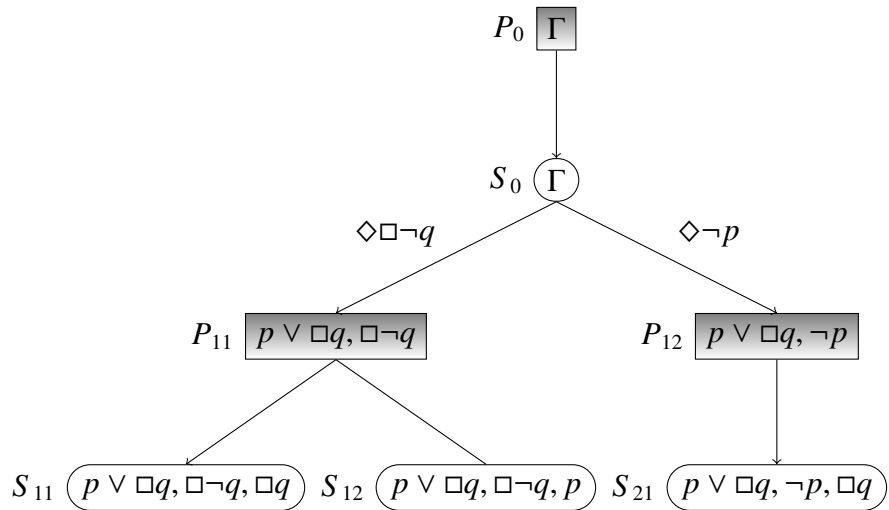 P₀ Γ
S₀ Γ
◇□¬q ◇¬p
P₁₁ p ∨ □q, □¬q P₁₂ p ∨ □q, ¬p
S₁₁ p ∨ □q, □¬q, □q S₁₂ p ∨ □q, □¬q, p S₂₁ p ∨ □q, ¬p, □q